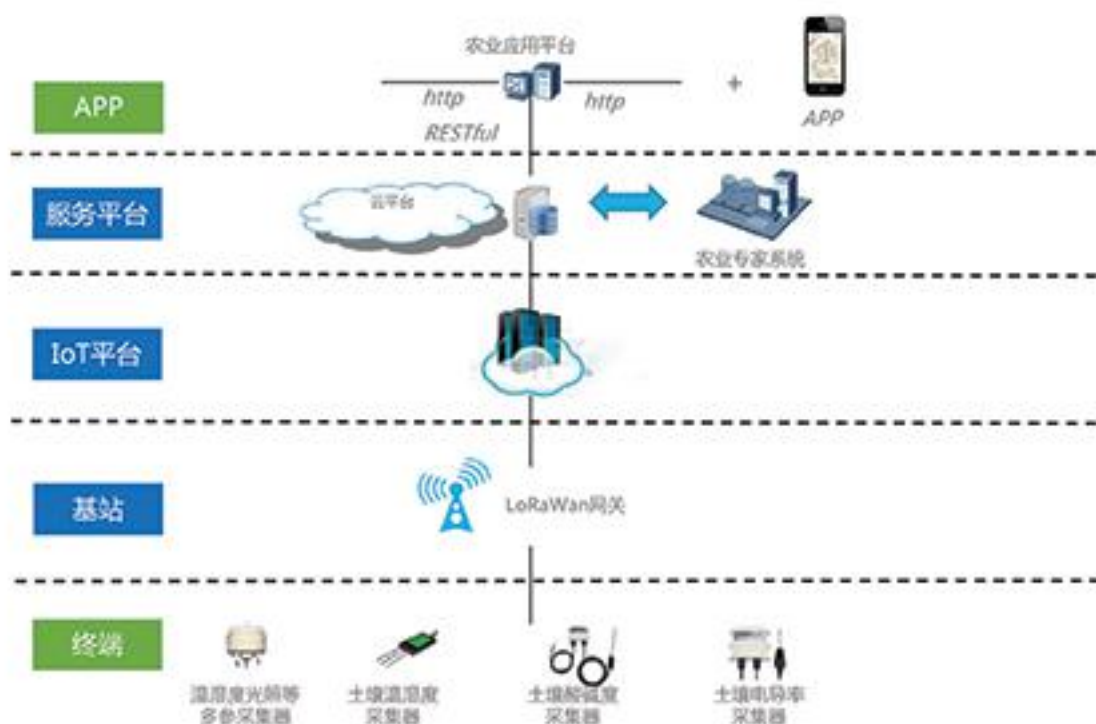 农业应用平台
APP
http
http
+
RESTful
APP
服务平台
云平台
农业专家系统
IoT平台
基站
LoRaWan网关
终端
温湿度光照等
多参采集器
土壤温湿度
采集器
土壤酸碱度
采集器
土壤电导率
采集器